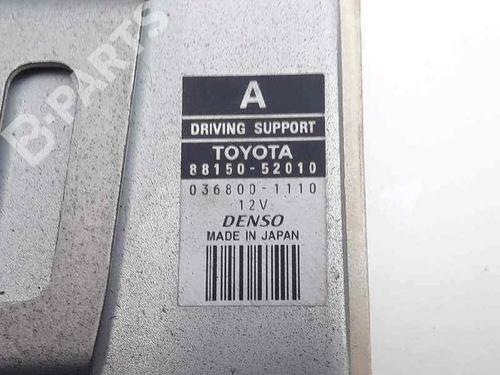 A
DRIVING SUPPORT
TOYOTA
88150-52010
036800-1110
12V
DENSO
MADE IN JAPAN
B-PARTS